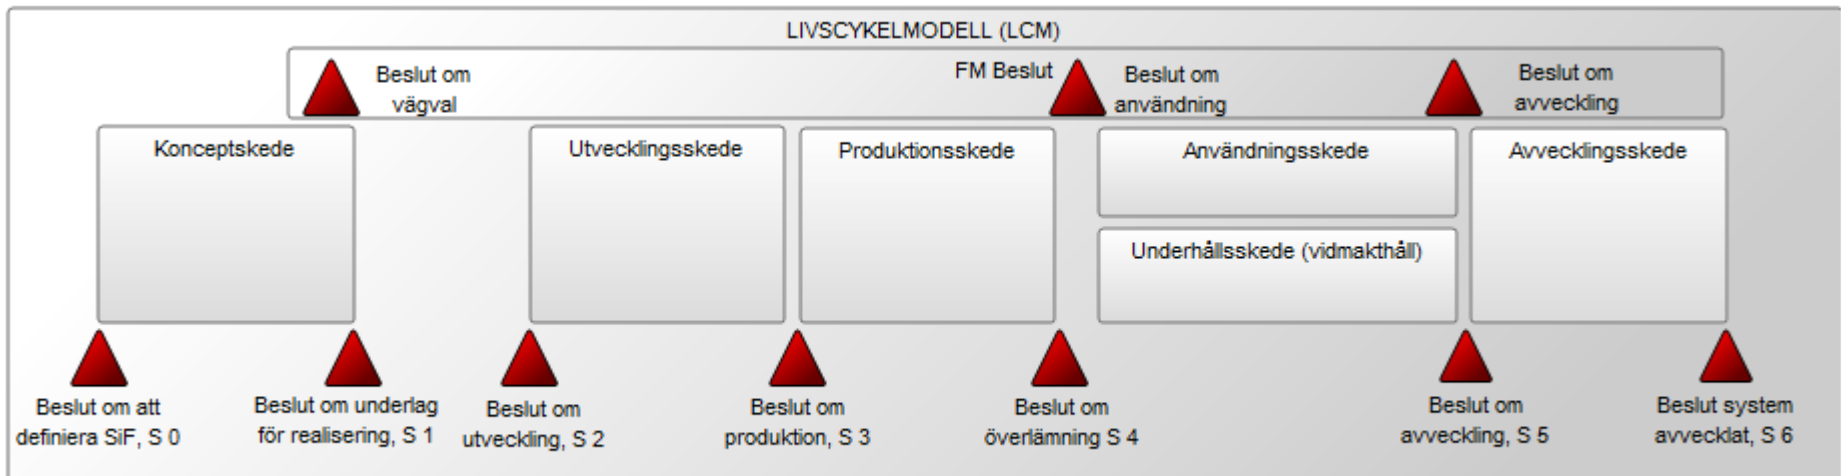 LIVSCYKELMODELL (LCM)
Beslut om
vägval
FM Beslut
Beslut om
användning
Beslut om
avveckling
Konceptskede
Utvecklingsskede
Produktionsskede
Användningsskede
Underhållsskede (vidmakthåll)
Avvecklingsskede
Beslut om att
definiera SiF, S 0
Beslut om underlag
för realisering, S 1
Beslut om
utveckling, S 2
Beslut om
produktion, S 3
Beslut om
överlämning S 4
Beslut om
avveckling, S 5
Beslut system
avvecklat, S 6